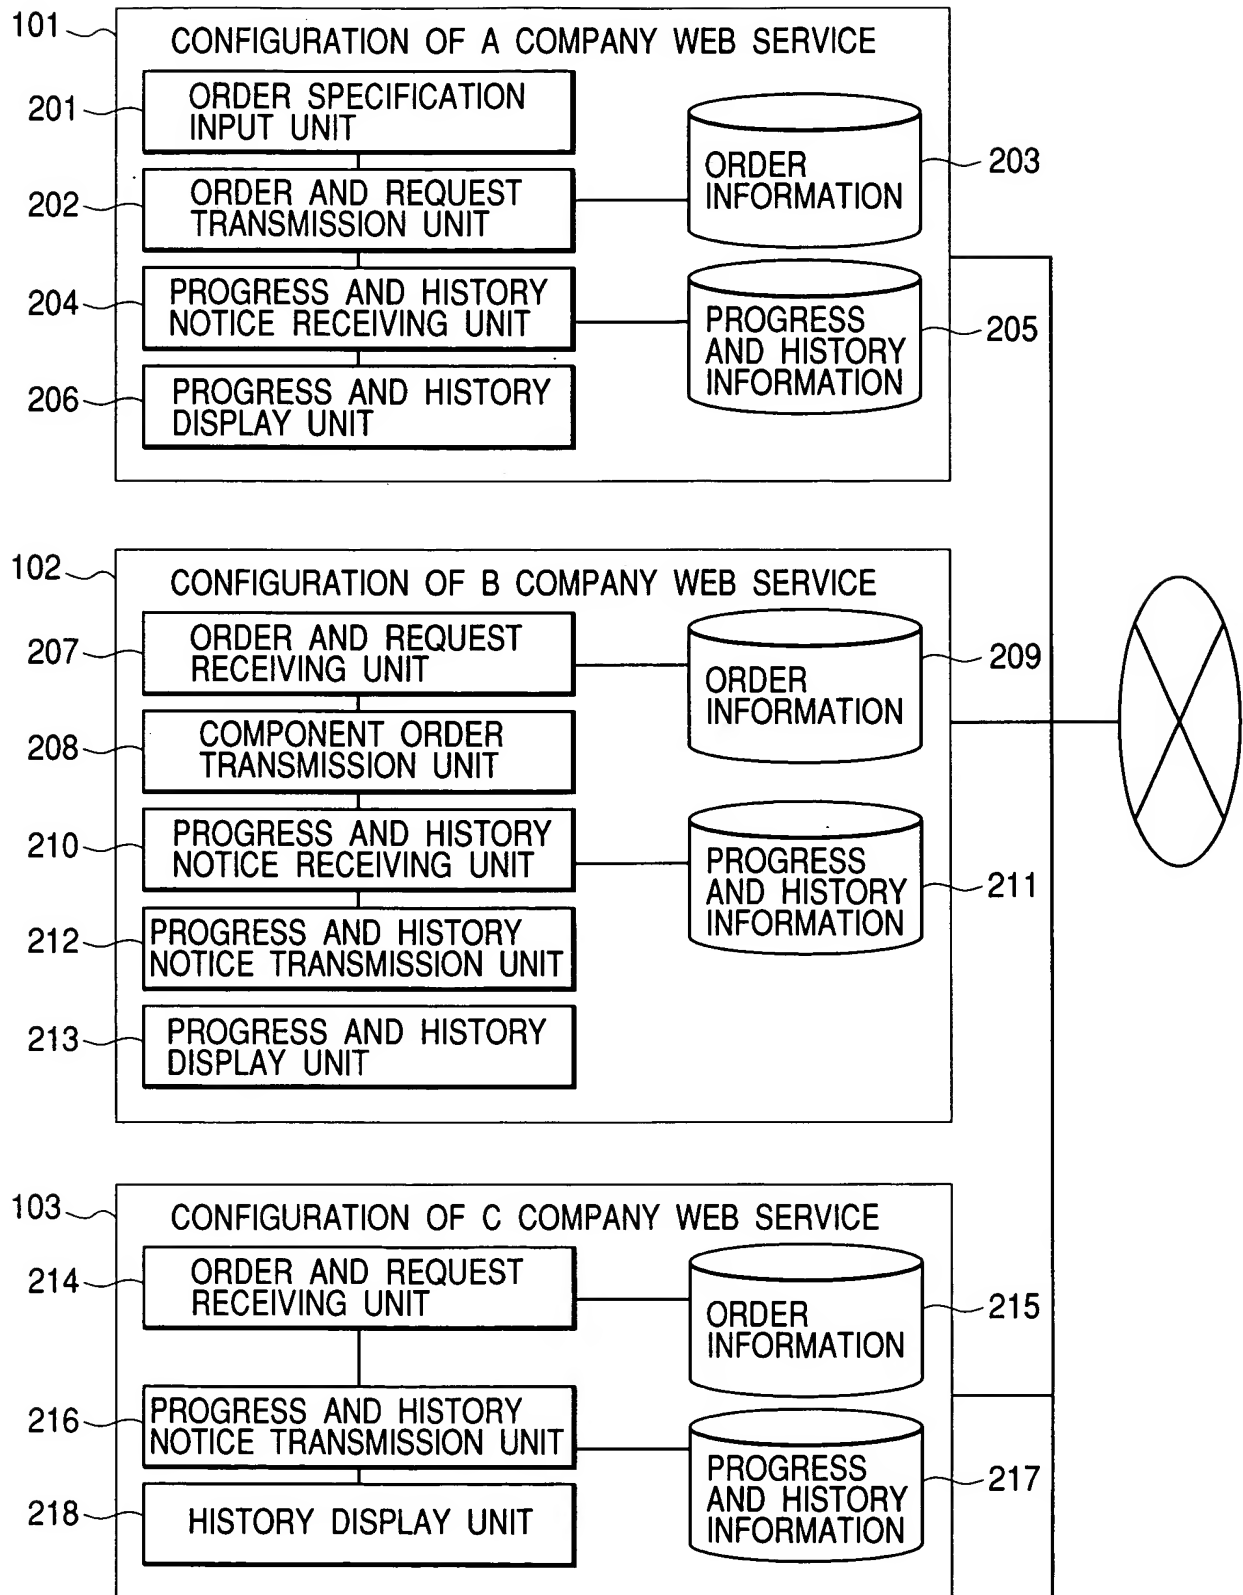 101
CONFIGURATION OF A COMPANY WEB SERVICE
201
ORDER SPECIFICATION
INPUT UNIT
202
ORDER AND REQUEST
TRANSMISSION UNIT
ORDER
INFORMATION
203
204
PROGRESS AND HISTORY
NOTICE RECEIVING UNIT
PROGRESS
AND HISTORY
INFORMATION
205
206
PROGRESS AND HISTORY
DISPLAY UNIT
102
CONFIGURATION OF B COMPANY WEB SERVICE
207
ORDER AND REQUEST
RECEIVING UNIT
ORDER
INFORMATION
209
208
COMPONENT ORDER
TRANSMISSION UNIT
210
PROGRESS AND HISTORY
NOTICE RECEIVING UNIT
PROGRESS
AND HISTORY
INFORMATION
211
212
PROGRESS AND HISTORY
NOTICE TRANSMISSION UNIT
213
PROGRESS AND HISTORY
DISPLAY UNIT
103
CONFIGURATION OF C COMPANY WEB SERVICE
214
ORDER AND REQUEST
RECEIVING UNIT
ORDER
INFORMATION
215
216
PROGRESS AND HISTORY
NOTICE TRANSMISSION UNIT
PROGRESS
AND HISTORY
INFORMATION
217
218
HISTORY DISPLAY UNIT